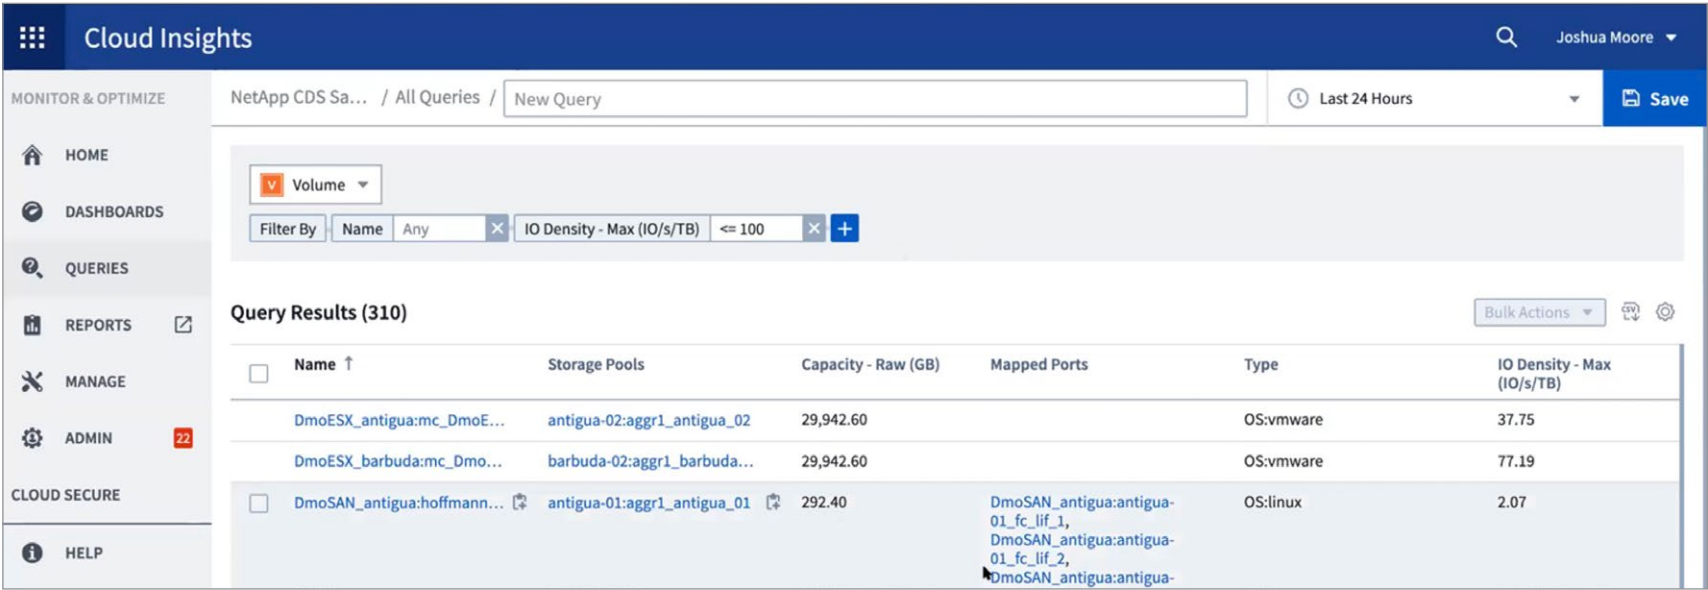 Cloud Insights
Joshua Moore
MONITOR & OPTIMIZE
HOME
DASHBOARDS
QUERIES
REPORTS
MANAGE
ADMIN 22
CLOUD SECURE
HELP
NetApp CDS Sa... / All Queries / New Query
Last 24 Hours
Save
V Volume
Filter By Name Any × IO Density - Max (IO/s/TB) <= 100 × +
Query Results (310)
Bulk Actions
CSV
Name ↑ Storage Pools Capacity - Raw (GB) Mapped Ports Type IO Density - Max
(IO/s/TB)
DmoESX_antigua:mc_DmoE... antigua-02:aggr1_antigua_02 29,942.60 OS:vmware 37.75
DmoESX_barbuda:mc_Dmo... barbuda-02:aggr1_barbuda... 29,942.60 OS:vmware 77.19
DmoSAN_antigua:hoffmann... antigua-01:aggr1_antigua_01 292.40 DmoSAN_antigua:antigua- OS:linux 2.07
01_fc_lif_1,
DmoSAN_antigua:antigua-
01_fc_lif_2,
DmoSAN_antigua:antigua-